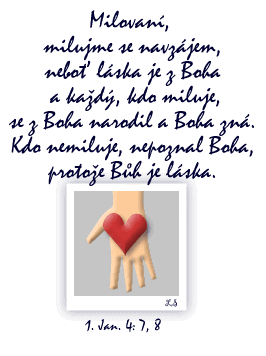 Milovaní,
milujme se navzájem,
neboť láska je z Boha
a každý, kdo miluje,
se z Boha narodil a Boha zná.
Kdo nemiluje, nepoznal Boha,
protože Bůh je láska.
LS
1. Jan. 4: 7, 8